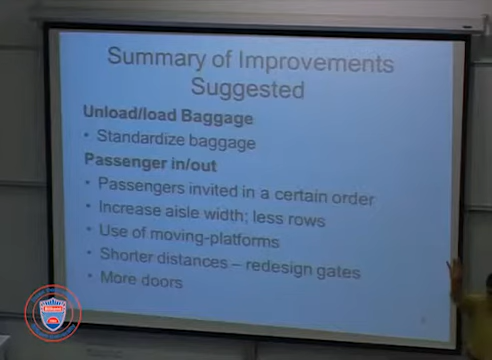 Summary of Improvements
Suggested
Unload/load Baggage
• Standardize baggage
Passenger in/out
• Passengers invited in a certain order
• Increase aisle width; less rows
• Use of moving-platforms
• Shorter distances – redesign gates
• More doors